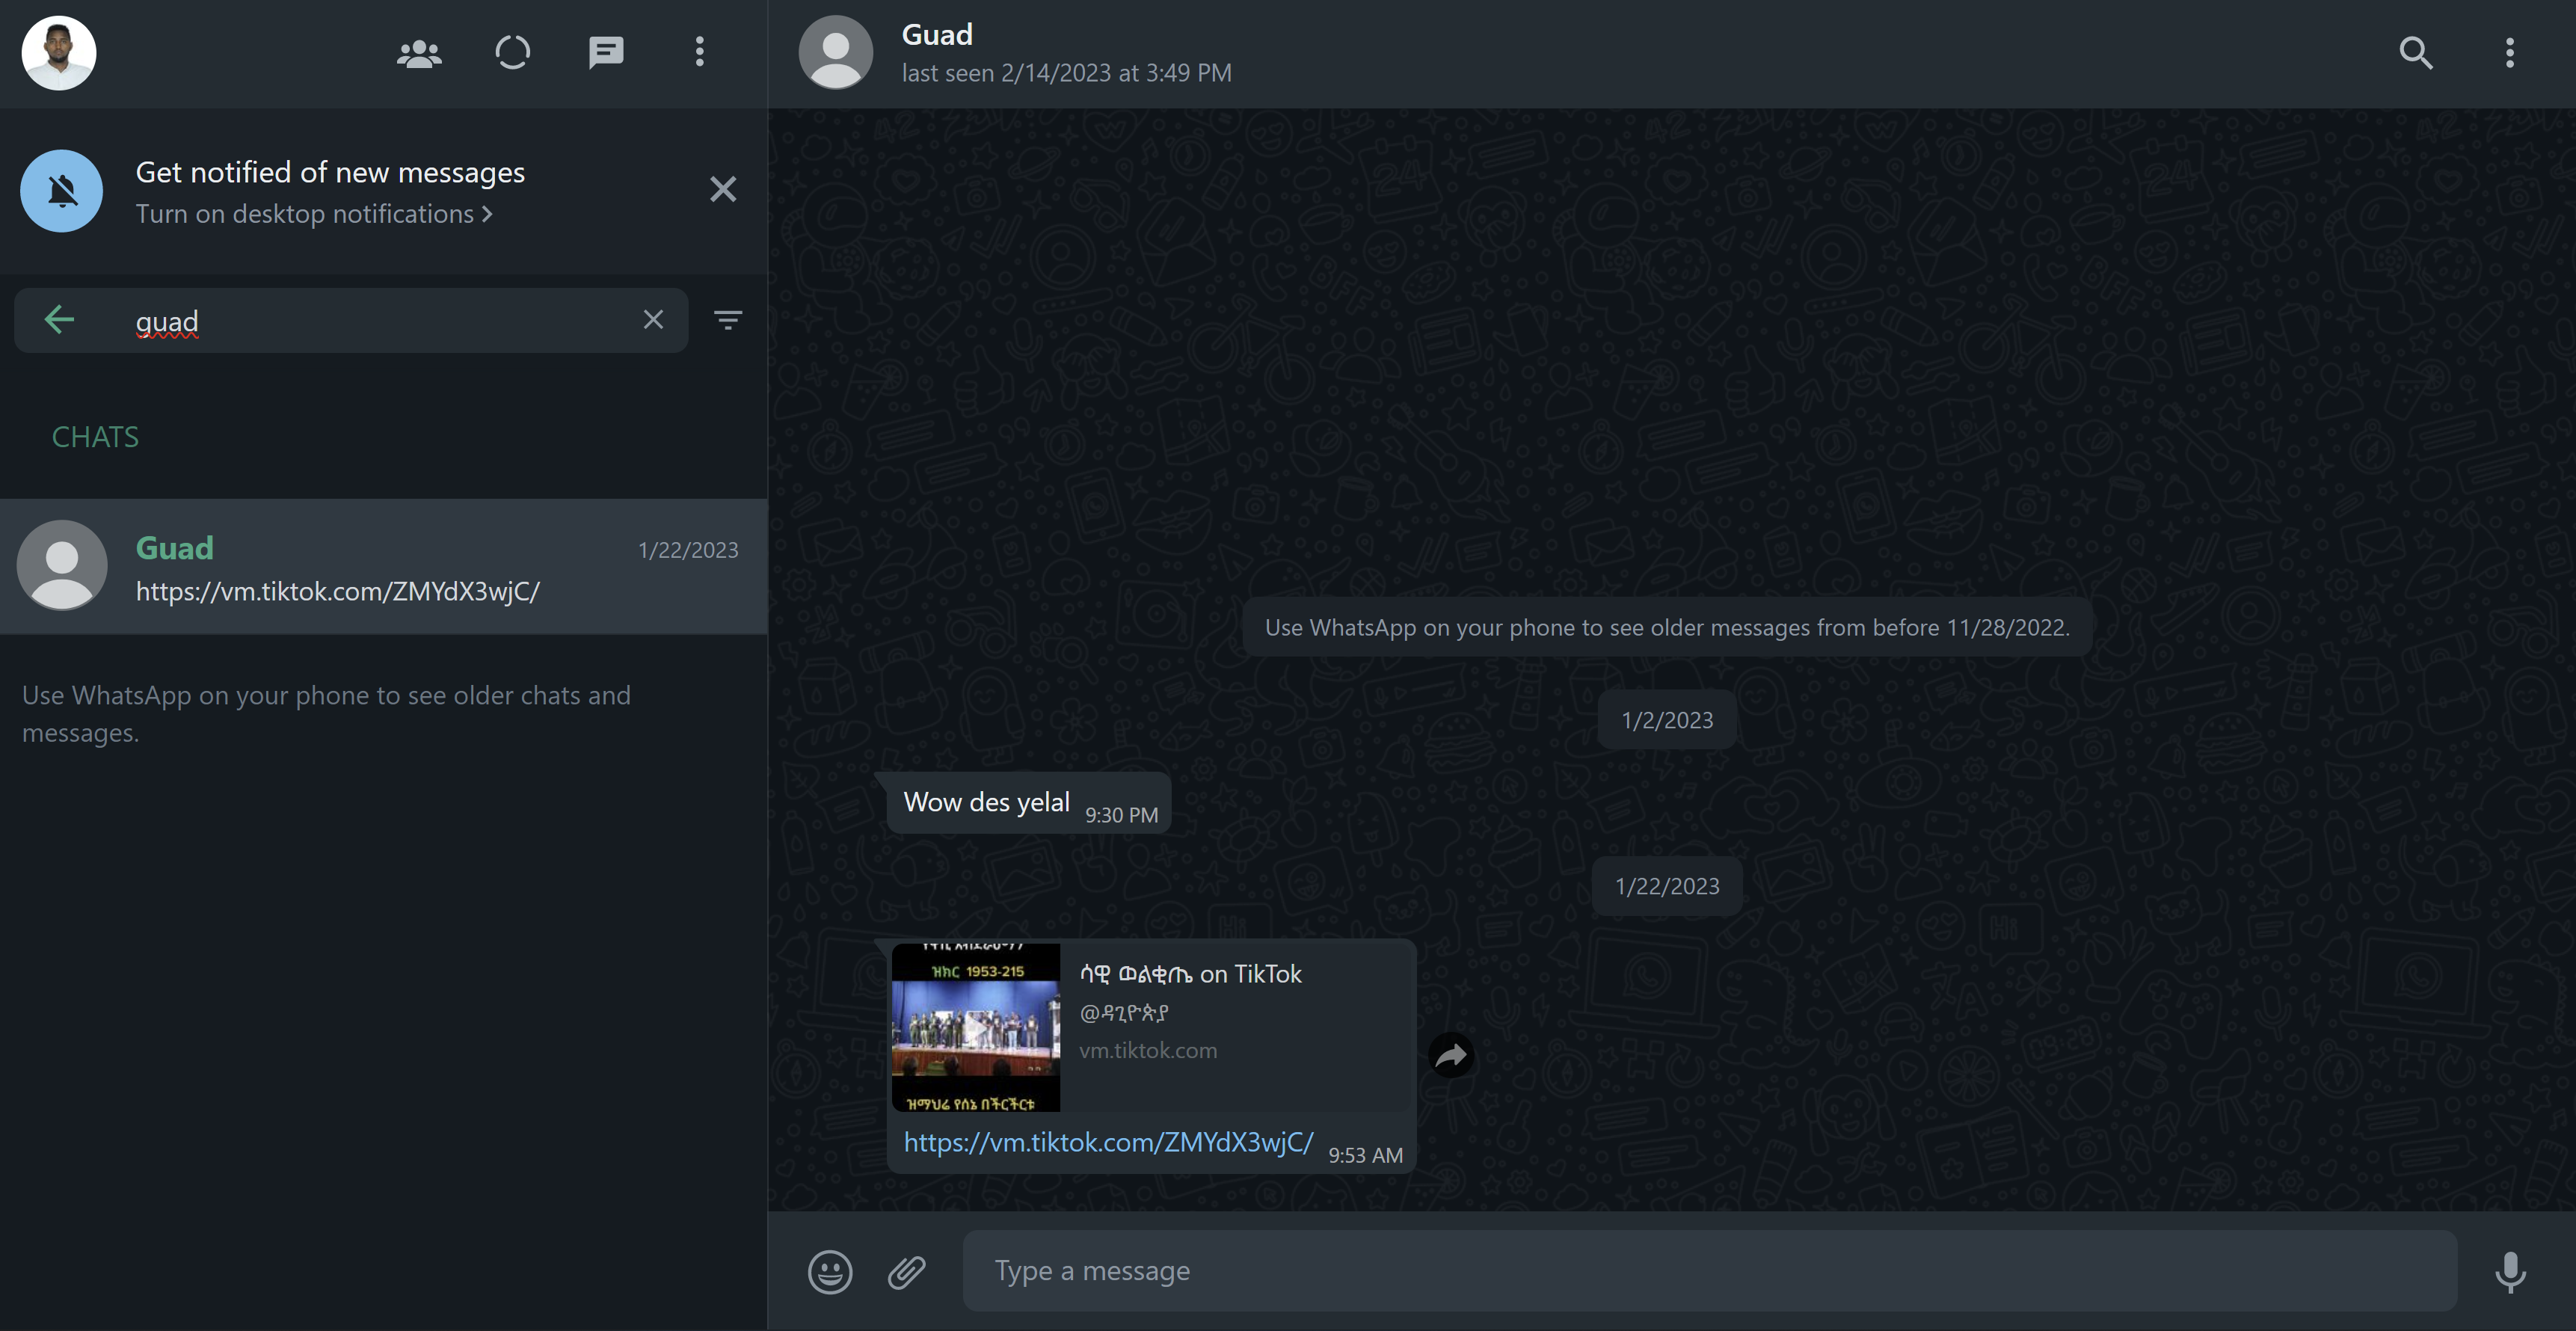 Get notified of new messages
Turn on desktop notifications
guad
CHATS
Guad
1/22/2023
https://vm.tiktok.com/ZMYdX3wjC/
Use WhatsApp on your phone to see older chats and
messages.
Guad
last seen 2/14/2023 at 3:49 PM
Use WhatsApp on your phone to see older messages from before 11/28/2022.
1/2/2023
Wow des yelal
9:30 PM
1/22/2023
ዝክር 1953-215
ዝማህሬ የሰኔ በችርችርቱ
ሳዊ ወልቂጤ on TikTok
@ዳጊዮጵያ
vm.tiktok.com
https://vm.tiktok.com/ZMYdX3wjC/
9:53 AM
Type a message